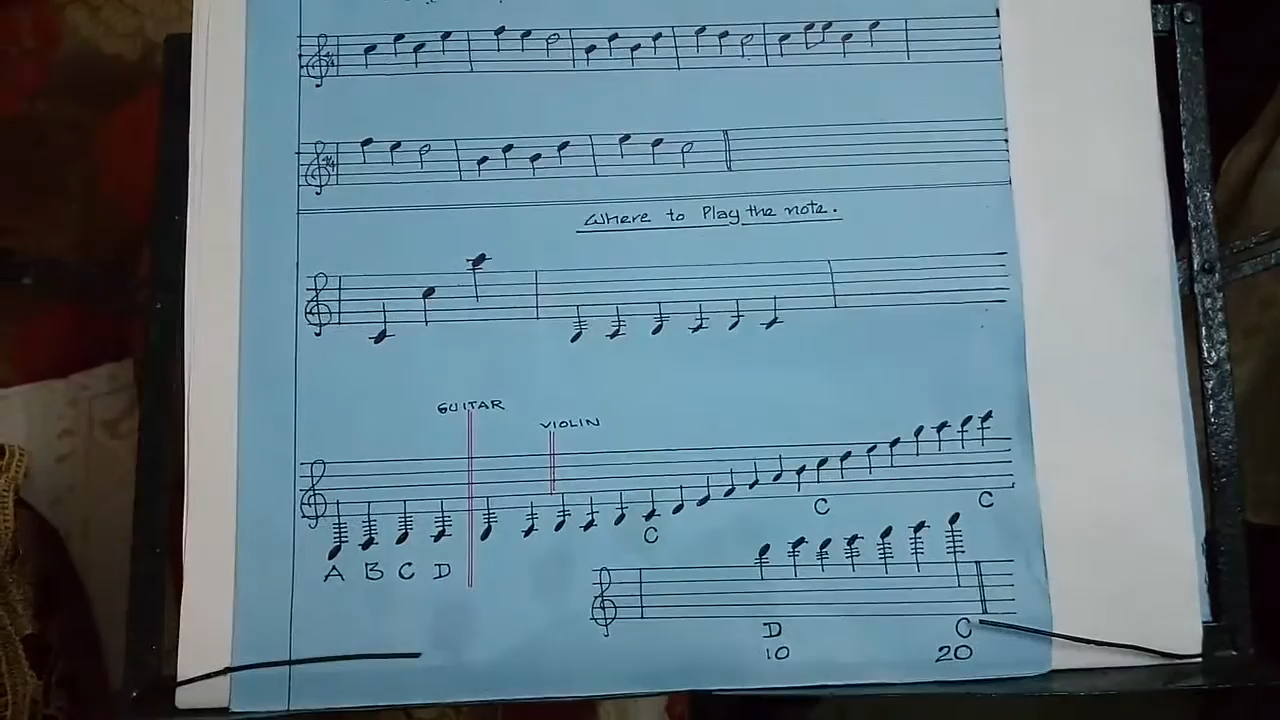 Where to Play the note.
GUITAR
VIOLIN
C
C
C
A B C D
D C
10 20